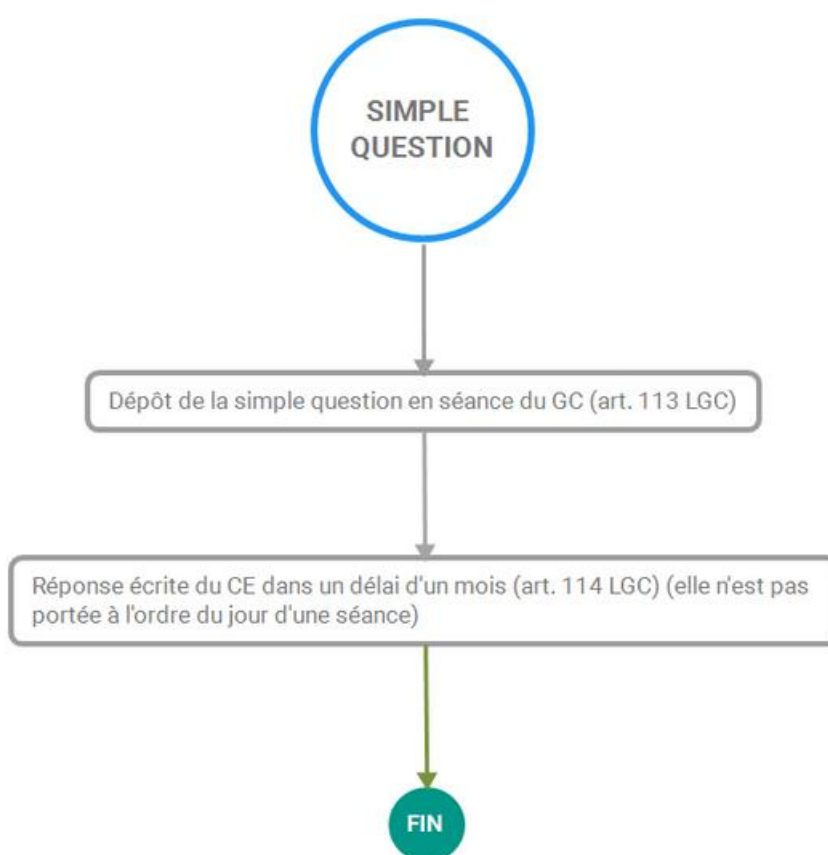 SIMPLE
QUESTION
Dépôt de la simple question en séance du GC (art. 113 LGC)
Réponse écrite du CE dans un délai d'un mois (art. 114 LGC) (elle n'est pas
portée à l'ordre du jour d'une séance)
FIN